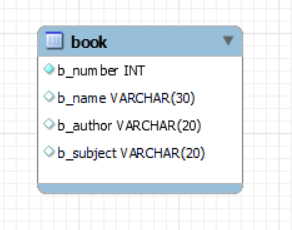 book
b_number INT
b_name VARCHAR(30)
b_author VARCHAR(20)
b_subject VARCHAR(20)